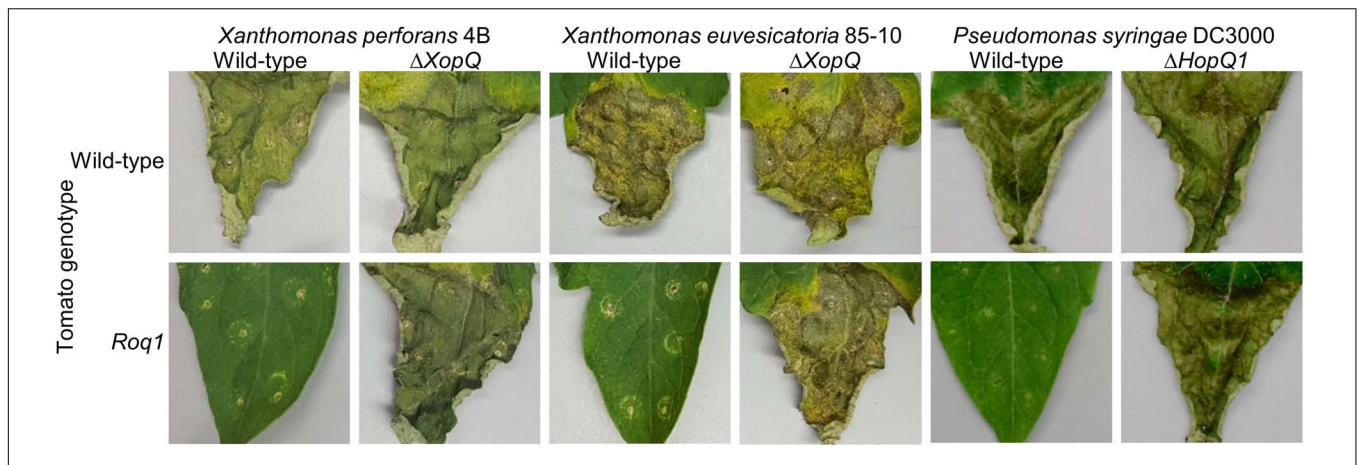 Xanthomonas perforans 4B Xanthomonas euvesicatoria 85-10 Pseudomonas syringae DC3000
Wild-type ΔXopQ Wild-type ΔXopQ Wild-type ΔHopQ1
Wild-type
Tomato genotype
Roq1